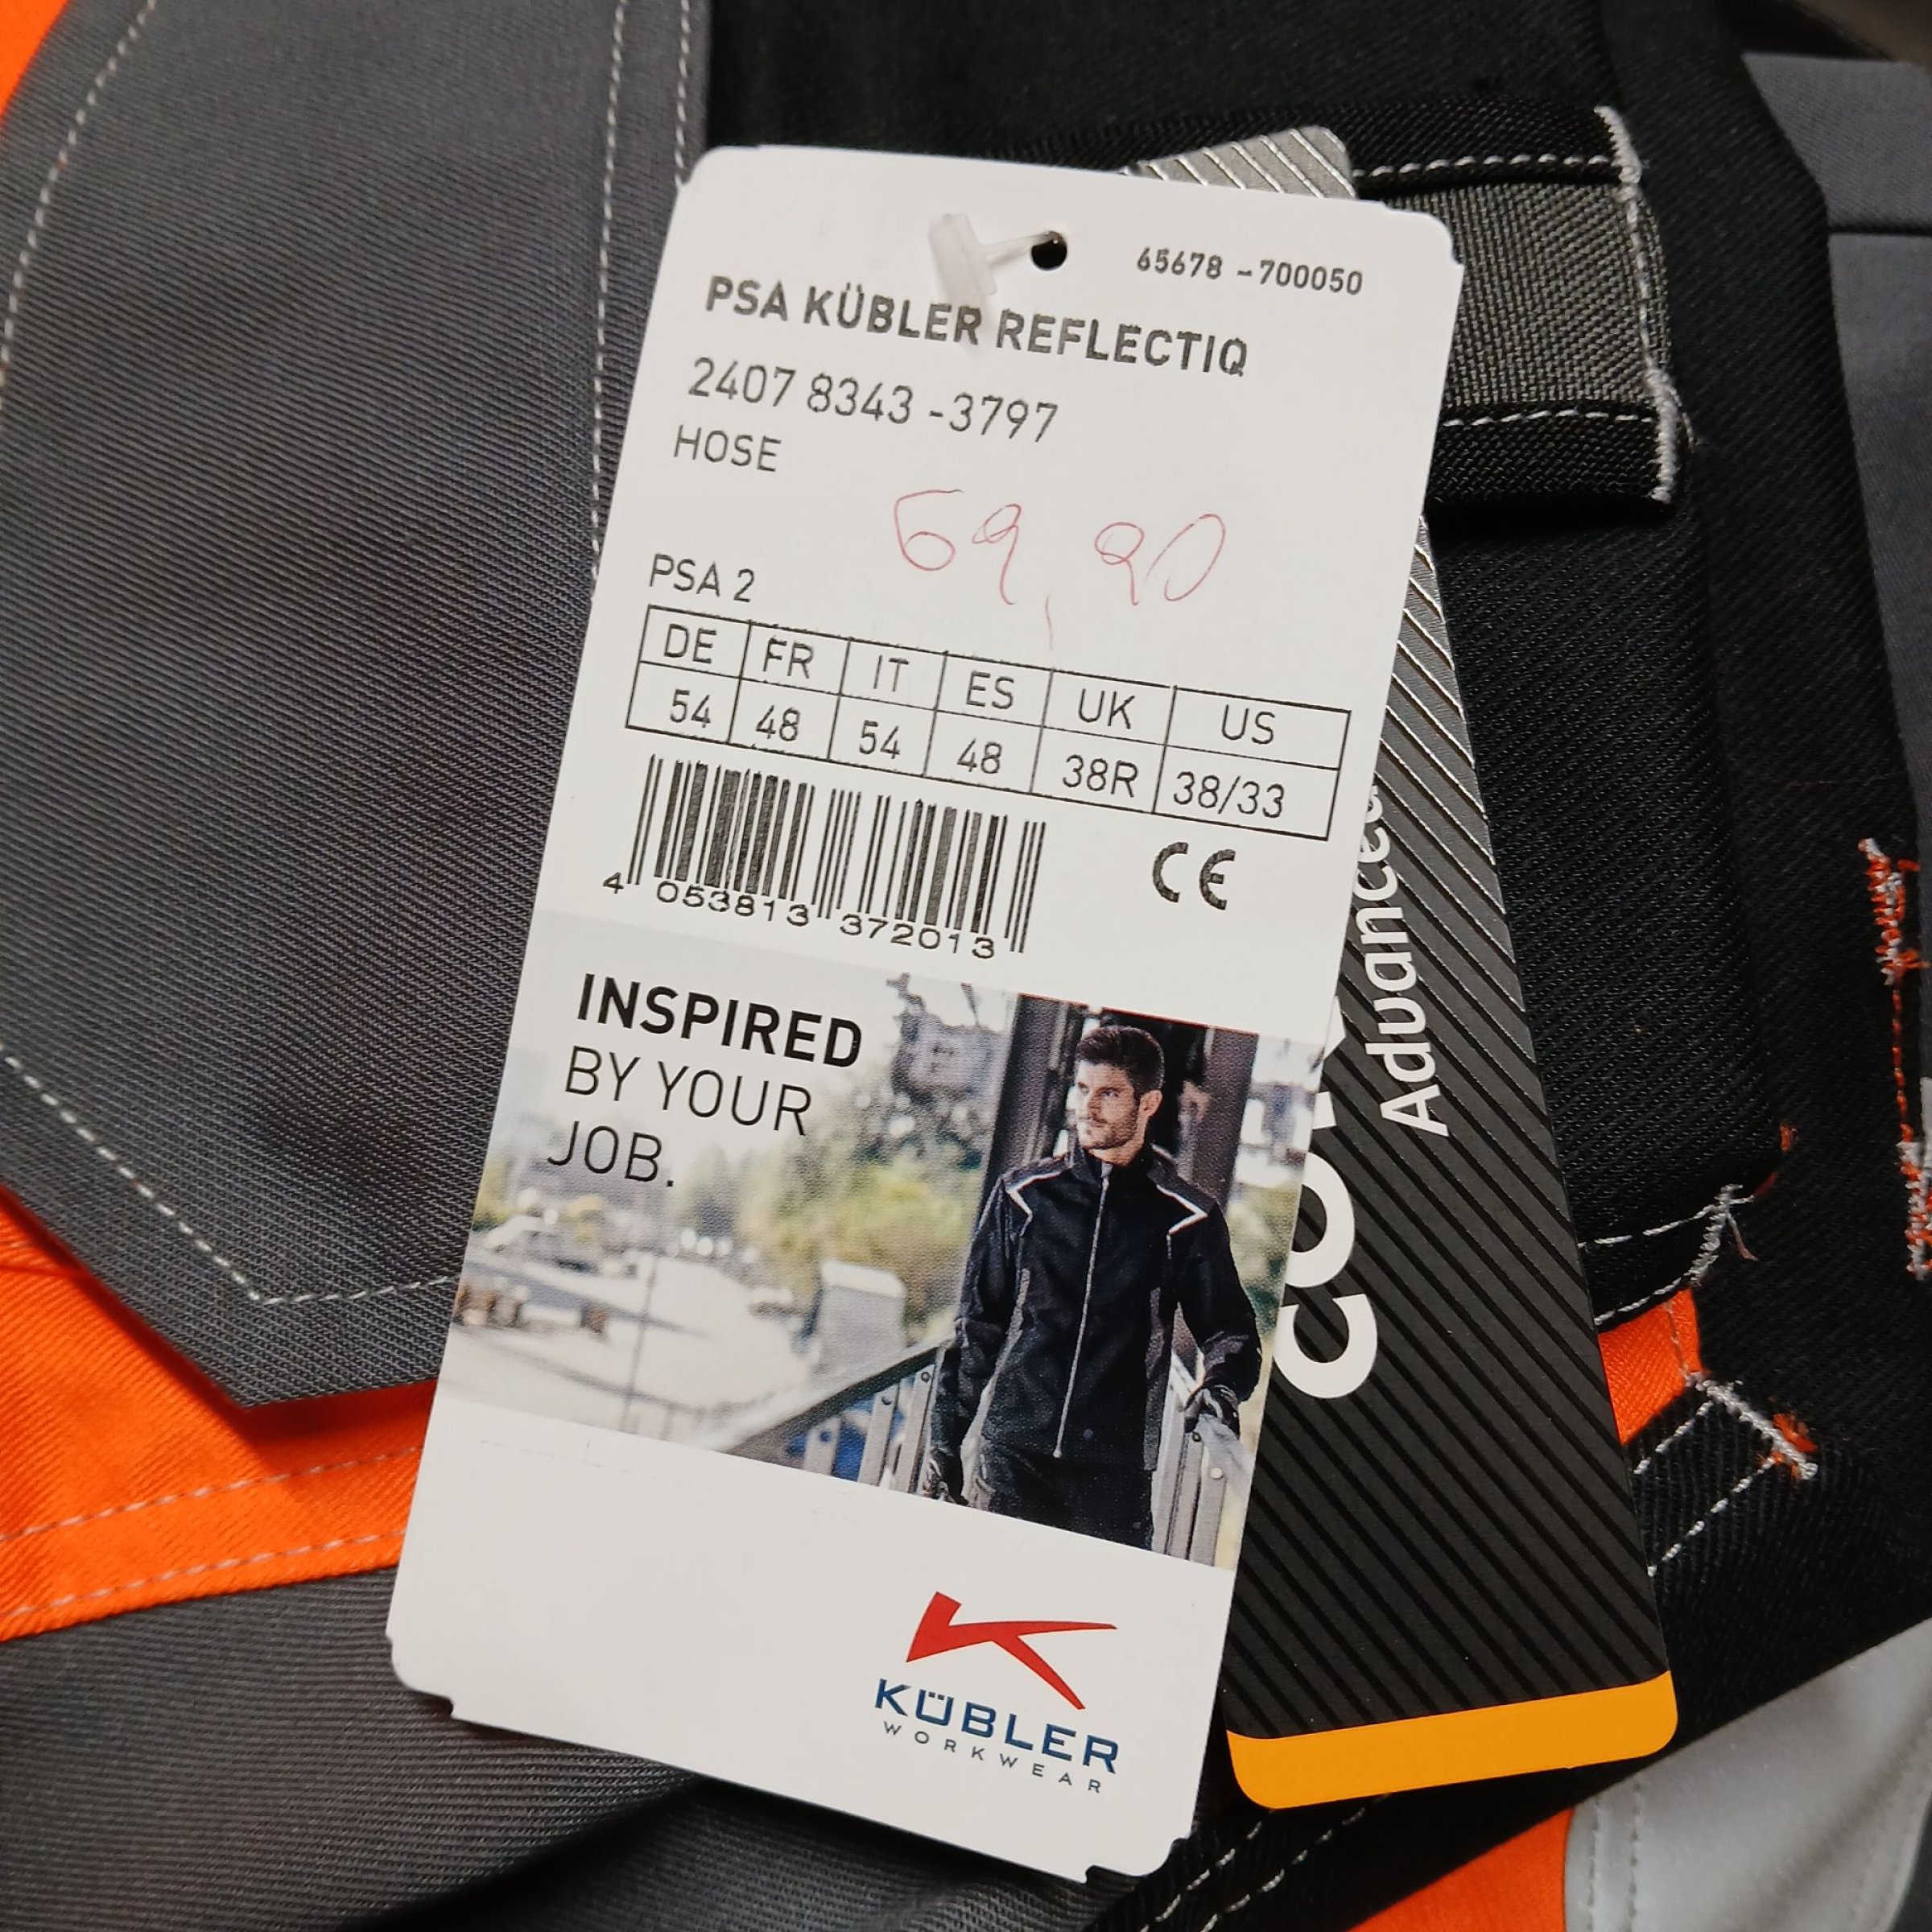 65678 -700050
PSA KÜBLER REFLECTIQ
2407 8343 -3797
HOSE
69,90
PSA 2
DE FR IT ES UK US
54 48 54 48 38R 38/33
CE
4 053813 372013
INSPIRED
BY YOUR
JOB.
KÜBLER
WORKWEAR
Advanced